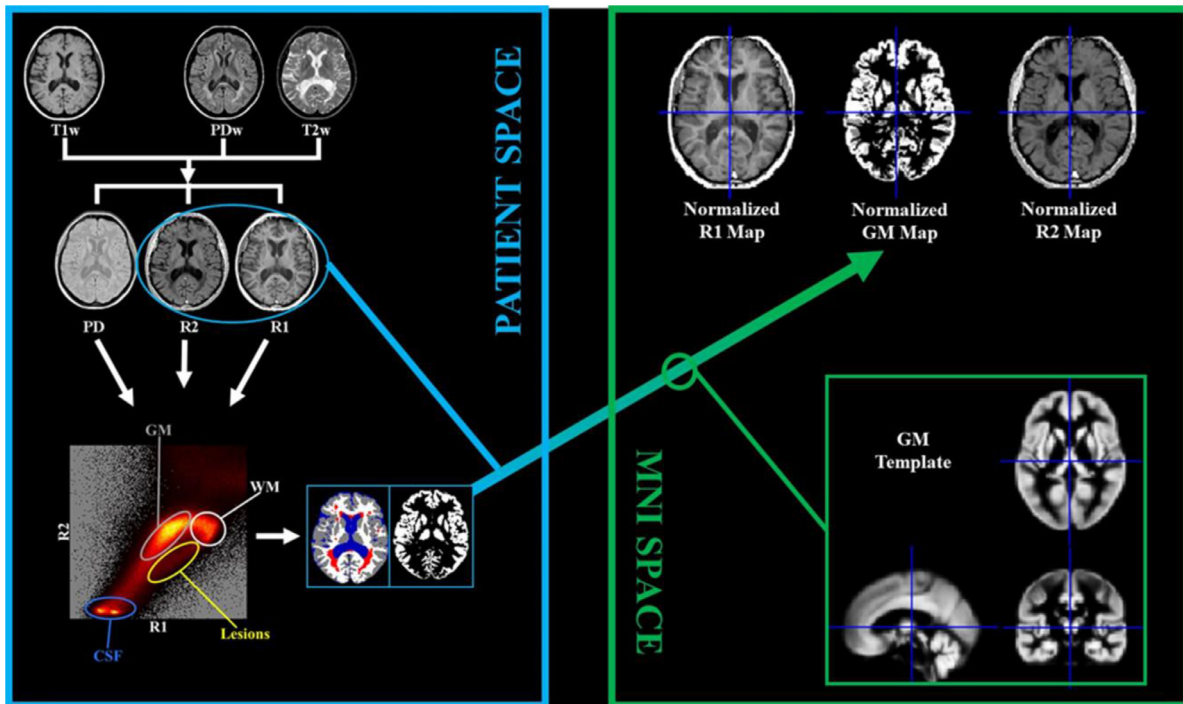 T1w
PDw
T2w
PD
R2
R1
GM
WM
R2
R1
Lesions
CSF
PATIENT SPACE
Normalized
R1 Map
Normalized
GM Map
Normalized
R2 Map
MNI SPACE
GM
Template